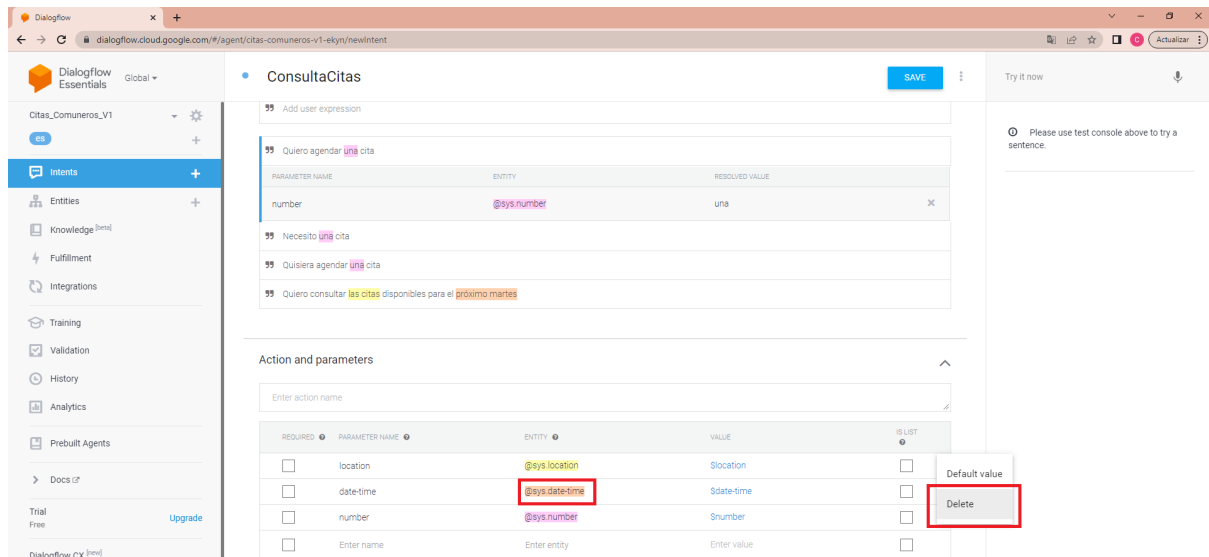 Dialogflow
dialogflow.cloud.google.com/#/agent/citas-comuneros-v1-ekyn/newIntent
C
Actualizar
Dialogflow
Essentials
Global
ConsultaCitas
SAVE
Try it now
Citas_Comuneros_V1
es
Please use test console above to try a
sentence.
Intents
Entities
Knowledge [beta]
Fulfillment
Integrations
Training
Validation
History
Analytics
Prebuilt Agents
Docs
Trial
Free
Upgrade
Dialogflow CX [new]
Add user expression
Quiero agendar una cita
PARAMETER NAME ENTITY RESOLVED VALUE
number @sys.number una
Necesito una cita
Quisiera agendar una cita
Quiero consultar las citas disponibles para el próximo martes
Action and parameters
Enter action name
REQUIRED PARAMETER NAME ENTITY VALUE IS LIST
location @sys.location $location
date-time @sys.date-time $date-time
number @sys.number $number
Enter name Enter entity Enter value
Default value
Delete